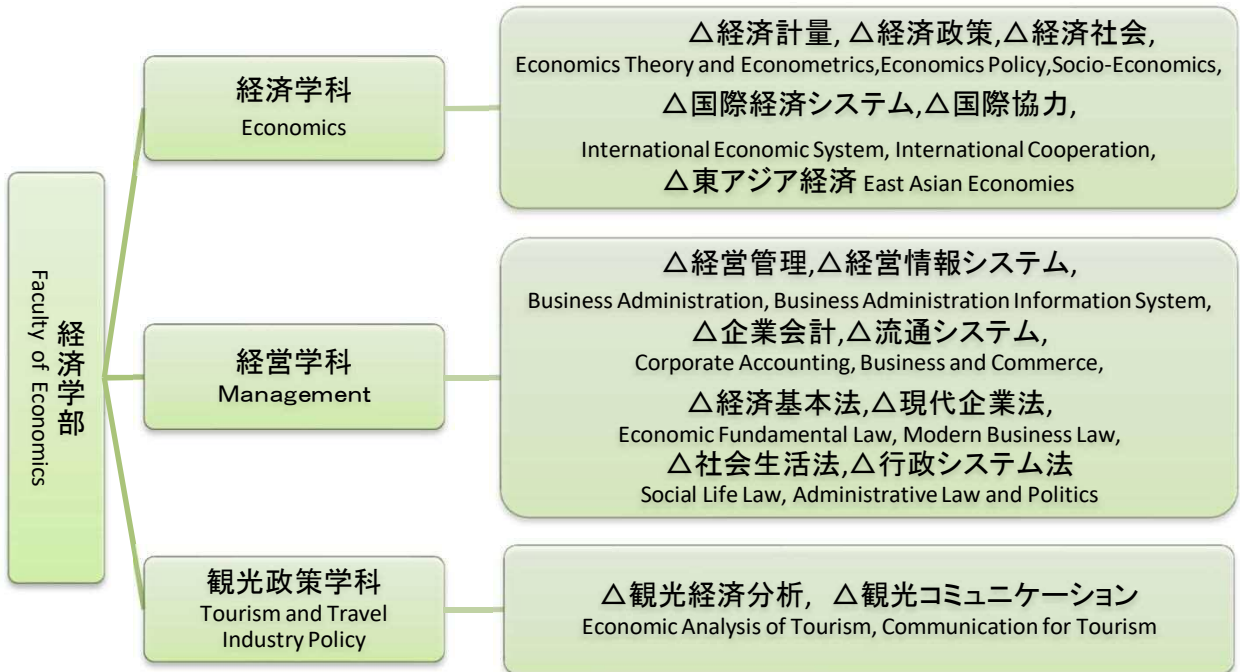 経済学部
Faculty of Economics
経済学科
Economics
△経済計量, △経済政策,△経済社会,
Economics Theory and Econometrics,Economics Policy,Socio-Economics,
△国際経済システム,△国際協力,
International Economic System, International Cooperation,
△東アジア経済 East Asian Economies
経営学科
Management
△経営管理,△経営情報システム,
Business Administration, Business Administration Information System,
△企業会計,△流通システム,
Corporate Accounting, Business and Commerce,
△経済基本法,△現代企業法,
Economic Fundamental Law, Modern Business Law,
△社会生活法,△行政システム法
Social Life Law, Administrative Law and Politics
観光政策学科
Tourism and Travel
Industry Policy
△観光経済分析, △観光コミュニケーション
Economic Analysis of Tourism, Communication for Tourism